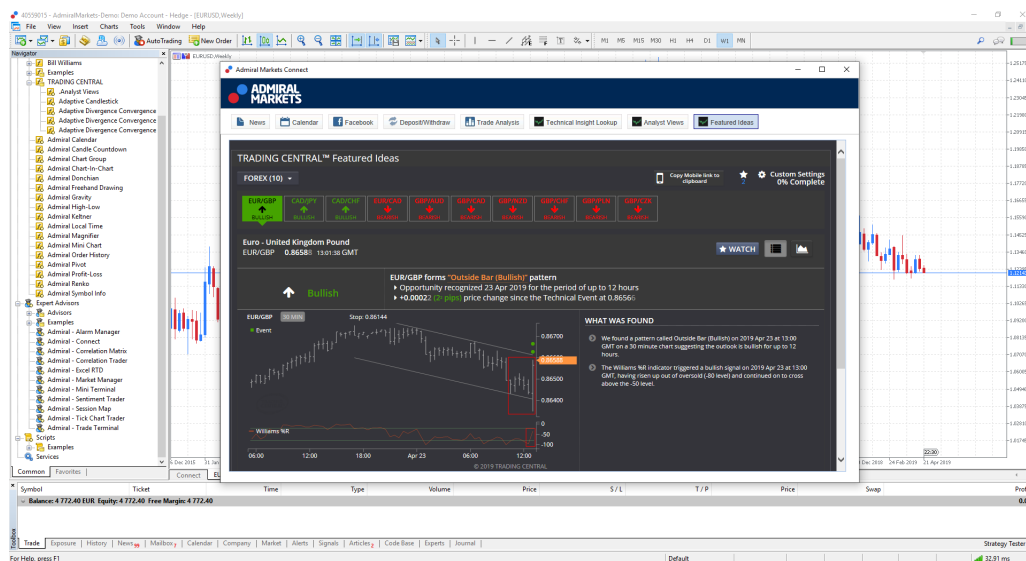 40559015 - AdmiralMarkets-Demo: Demo Account - Hedge - [EURUSD,Weekly]
File View Insert Charts Tools Window Help
AutoTrading New Order M1 M5 M15 M30 H1 H4 D1 W1 MN
Navigator
Bill Williams
Examples
TRADING CENTRAL
.Analyst Views
Adaptive Candlestick
Adaptive Divergence Convergence
Adaptive Divergence Convergence
Adaptive Divergence Convergence
Admiral Calendar
Admiral Candle Countdown
Admiral Chart Group
Admiral Chart-In-Chart
Admiral Donchian
Admiral Freehand Drawing
Admiral Gravity
Admiral High-Low
Admiral Keltner
Admiral Local Time
Admiral Magnifier
Admiral Mini Chart
Admiral Order History
Admiral Pivot
Admiral Profit-Loss
Admiral Renko
Admiral Symbol Info
Expert Advisors
Advisors
Examples
Admiral - Alarm Manager
Admiral - Connect
Admiral - Correlation Matrix
Admiral - Correlation Trader
Admiral - Excel RTD
Admiral - Market Manager
Admiral - Mini Terminal
Admiral - Sentiment Trader
Admiral - Session Map
Admiral - Tick Chart Trader
Admiral - Trade Terminal
Scripts
Examples
Services
Common Favorites
EURUSD,Weekly
Admiral Markets Connect
ADMIRAL
MARKETS
News Calendar Facebook Deposit/Withdraw Trade Analysis Technical Insight Lookup Analyst Views Featured Ideas
TRADING CENTRAL™ Featured Ideas
FOREX (10)
Copy Mobile link to
clipboard
2
Custom Settings
0% Complete
EUR/GBP CAD/JPY CAD/CHF EUR/CAD GBP/AUD GBP/CAD GBP/NZD GBP/CHF GBP/PLN GBP/CZK
BULLISH BULLISH BULLISH BEARISH BEARISH BEARISH BEARISH BEARISH BEARISH BEARISH
Euro - United Kingdom Pound
EUR/GBP 0.86588 13:01:38 GMT
WATCH
Bullish
EUR/GBP forms "Outside Bar (Bullish)" pattern
Opportunity recognized 23 Apr 2019 for the period of up to 12 hours
+0.00022 (2+ pips) price change since the Technical Event at 0.86566
EUR/GBP 30 MIN Stop: 0.86144
Event
0.86700
0.86588
0.86500
0.86400
Williams %R
0
-50
-100
06:00 12:00 18:00 Apr 23 06:00 12:00
© 2019 TRADING CENTRAL
WHAT WAS FOUND
We found a pattern called Outside Bar (Bullish) on 2019 Apr 23 at 13:00
GMT on a 30 minute chart suggesting the outlook is bullish for up to 12
hours.
The Williams %R indicator triggered a bullish signal on 2019 Apr 23 at 13:00
GMT, having risen up out of oversold (-80 level) and continued on to cross
above the -50 level.
22:30
6 Dec 2015 31 Jan
Dec 2018 24 Feb 2019 21 Apr 2019
Connect
Symbol Ticket Time Type Volume Price S / L T / P Price Swap
Balance: 4 772.40 EUR Equity: 4 772.40 Free Margin: 4 772.40
Toolbox
Trade Exposure History News 99 Mailbox 7 Calendar Company Market Alerts Signals Articles 2 Code Base Experts Journal Strategy Tester
For Help, press F1 Default 32.91 ms